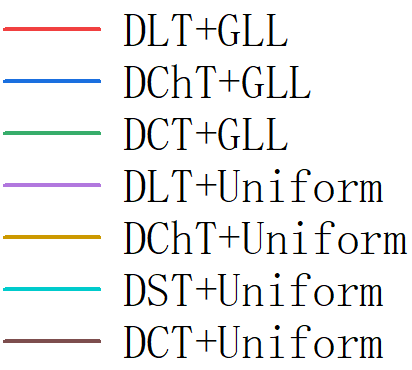 DLT+GLL
DChT+GLL
DCT+GLL
DLT+Uniform
DChT+Uniform
DST+Uniform
DCT+Uniform